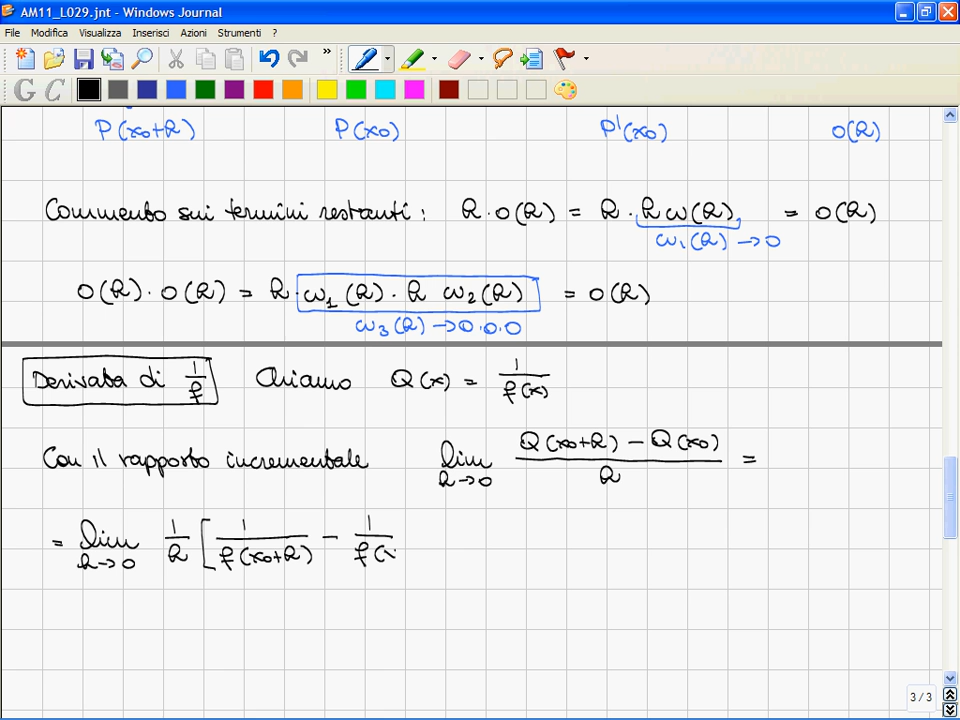 AM11_L029.jnt - Windows Journal
File Modifica Visualizza Inserisci Azioni Strumenti ?
P(x0+h) P(x0) P'(x0) o(h)
Commento sui termini restanti: h · o(h) = h · h ω(h) = o(h)
ω1(h) → 0
o(h) · o(h) = h · ω1(h) · h ω2(h) = o(h)
ω3(h) → 0·0·0
Derivata di 1/f Chiamo Q(x) = 1/f(x)
Con il rapporto incrementale lim h→0 (Q(x0+h) − Q(x0))/h =
= lim h→0 1/h [ 1/f(x0+h) − 1/f(x
3 / 3